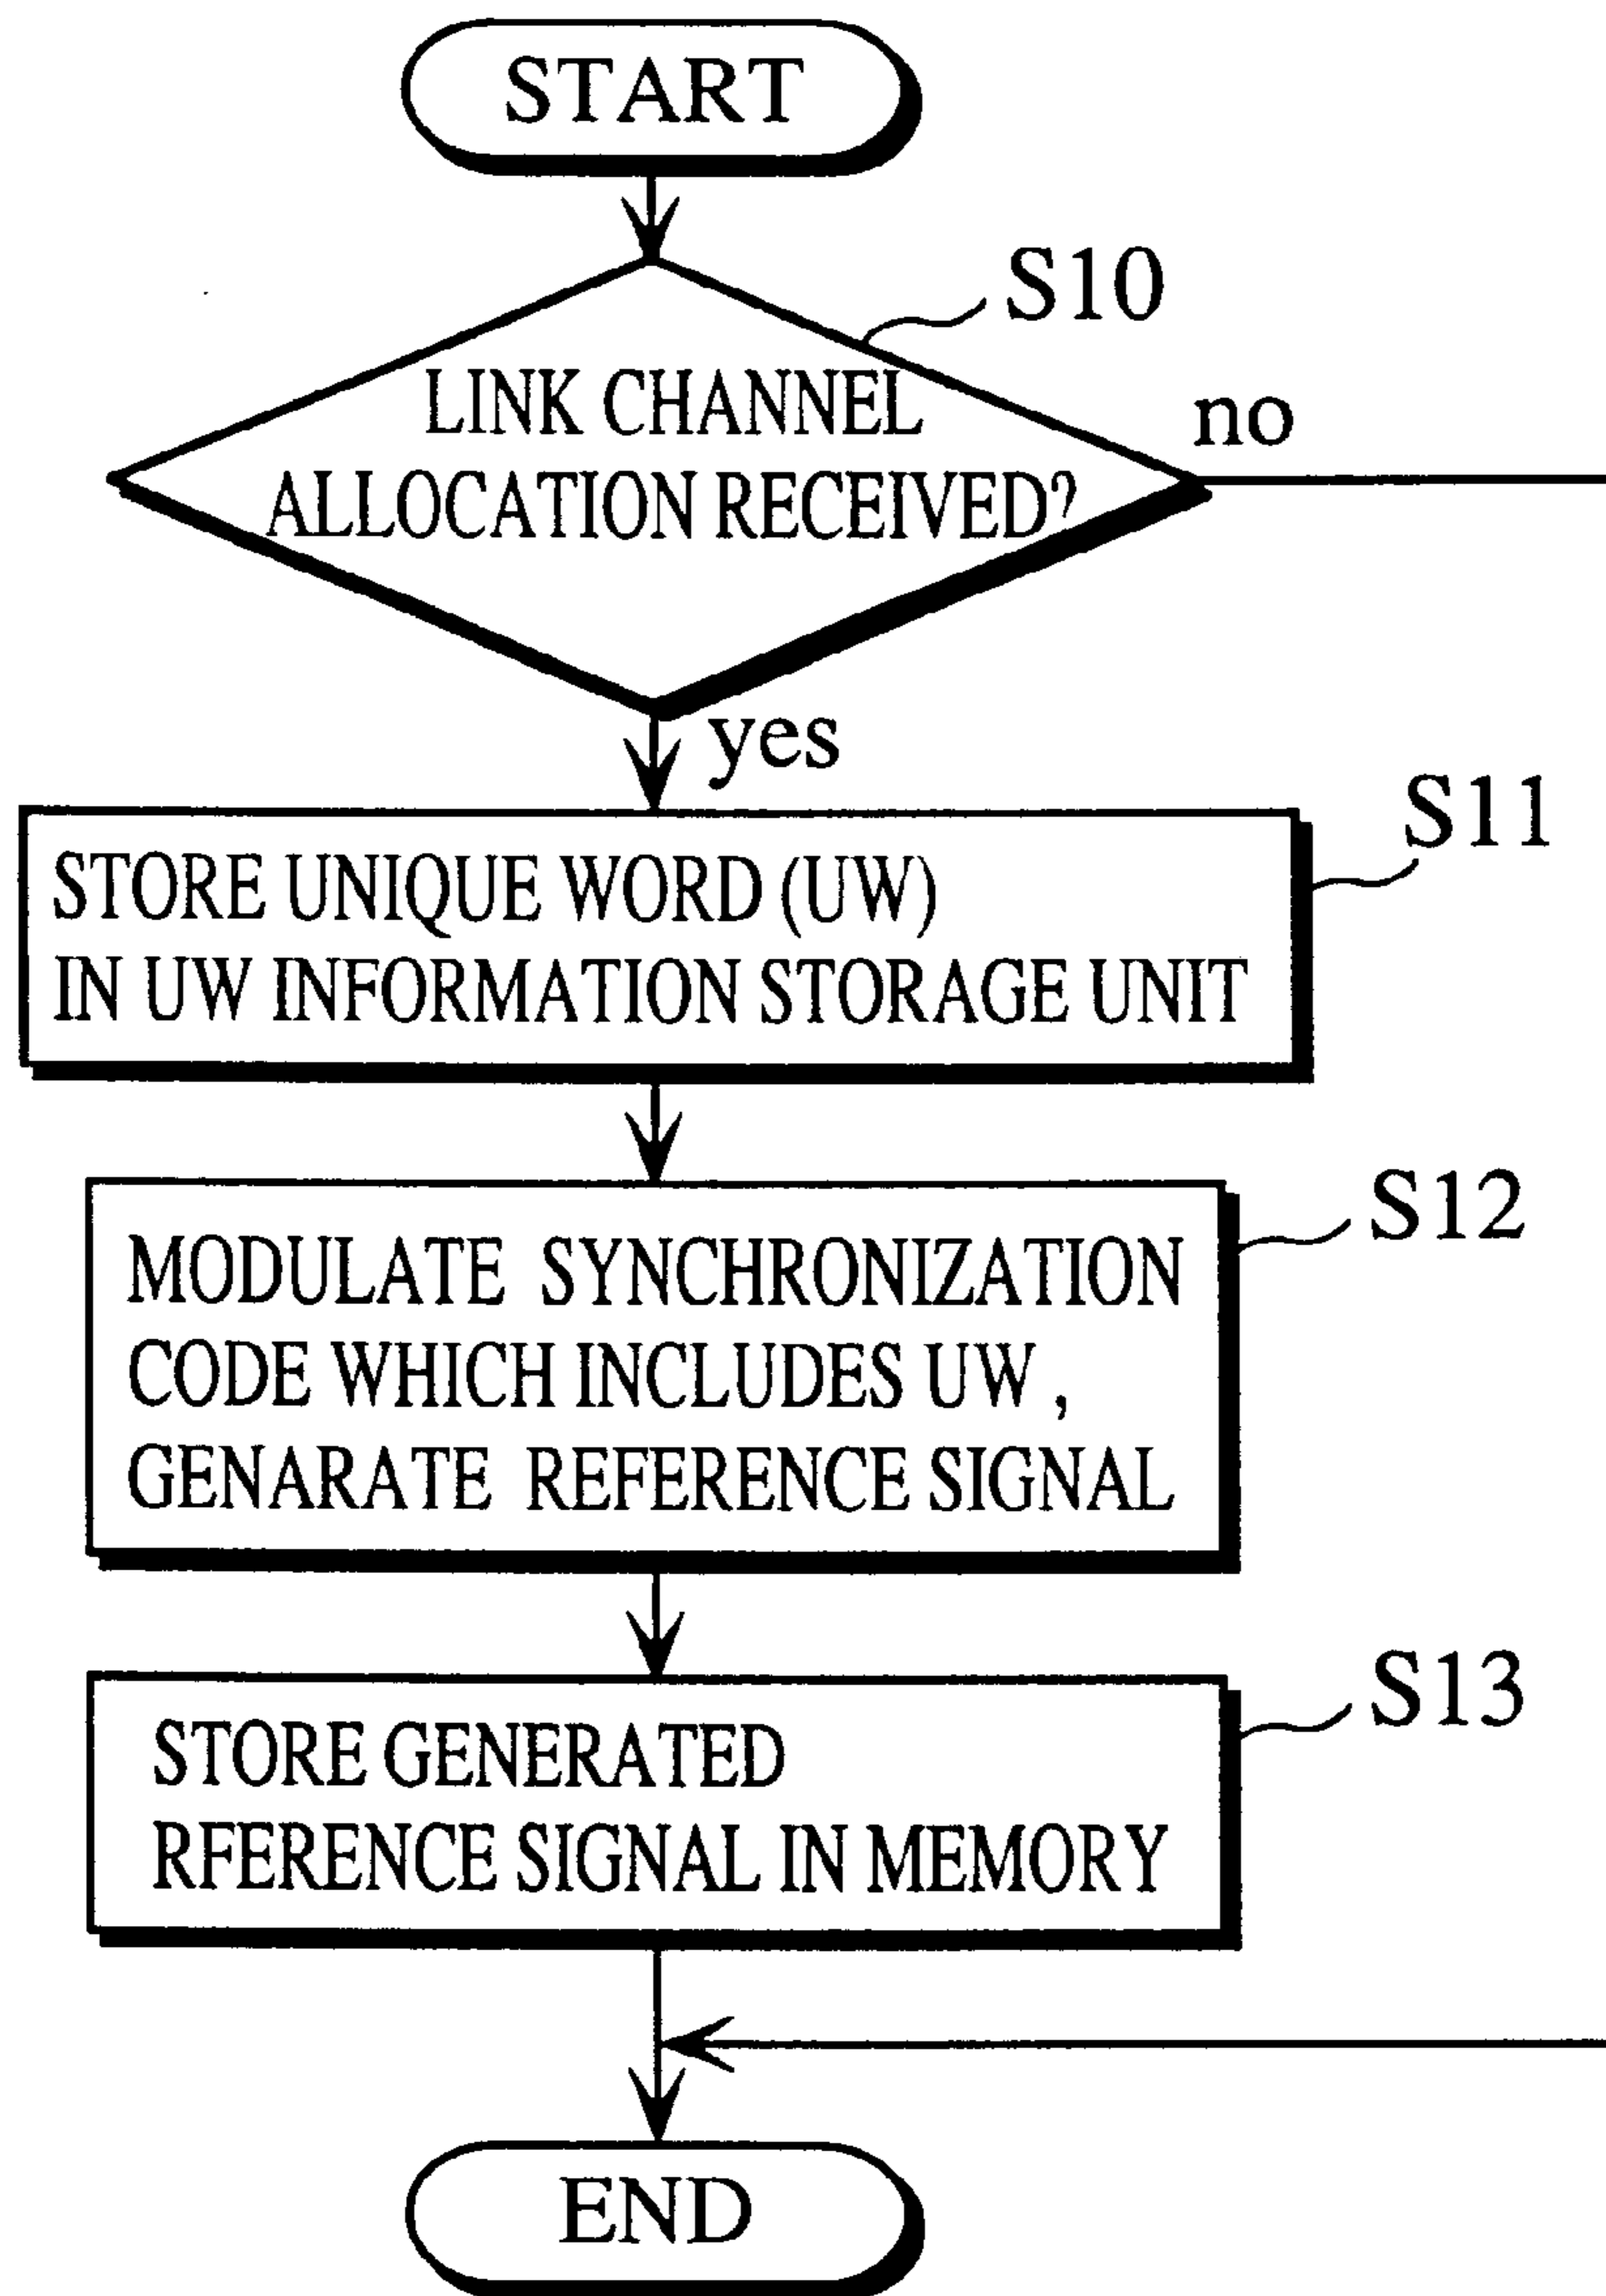 START
S10
LINK CHANNEL
ALLOCATION RECEIVED?
no
yes
S11
STORE UNIQUE WORD (UW)
IN UW INFORMATION STORAGE UNIT
S12
MODULATE SYNCHRONIZATION
CODE WHICH INCLUDES UW ,
GENARATE REFERENCE SIGNAL
S13
STORE GENERATED
RFERENCE SIGNAL IN MEMORY
END